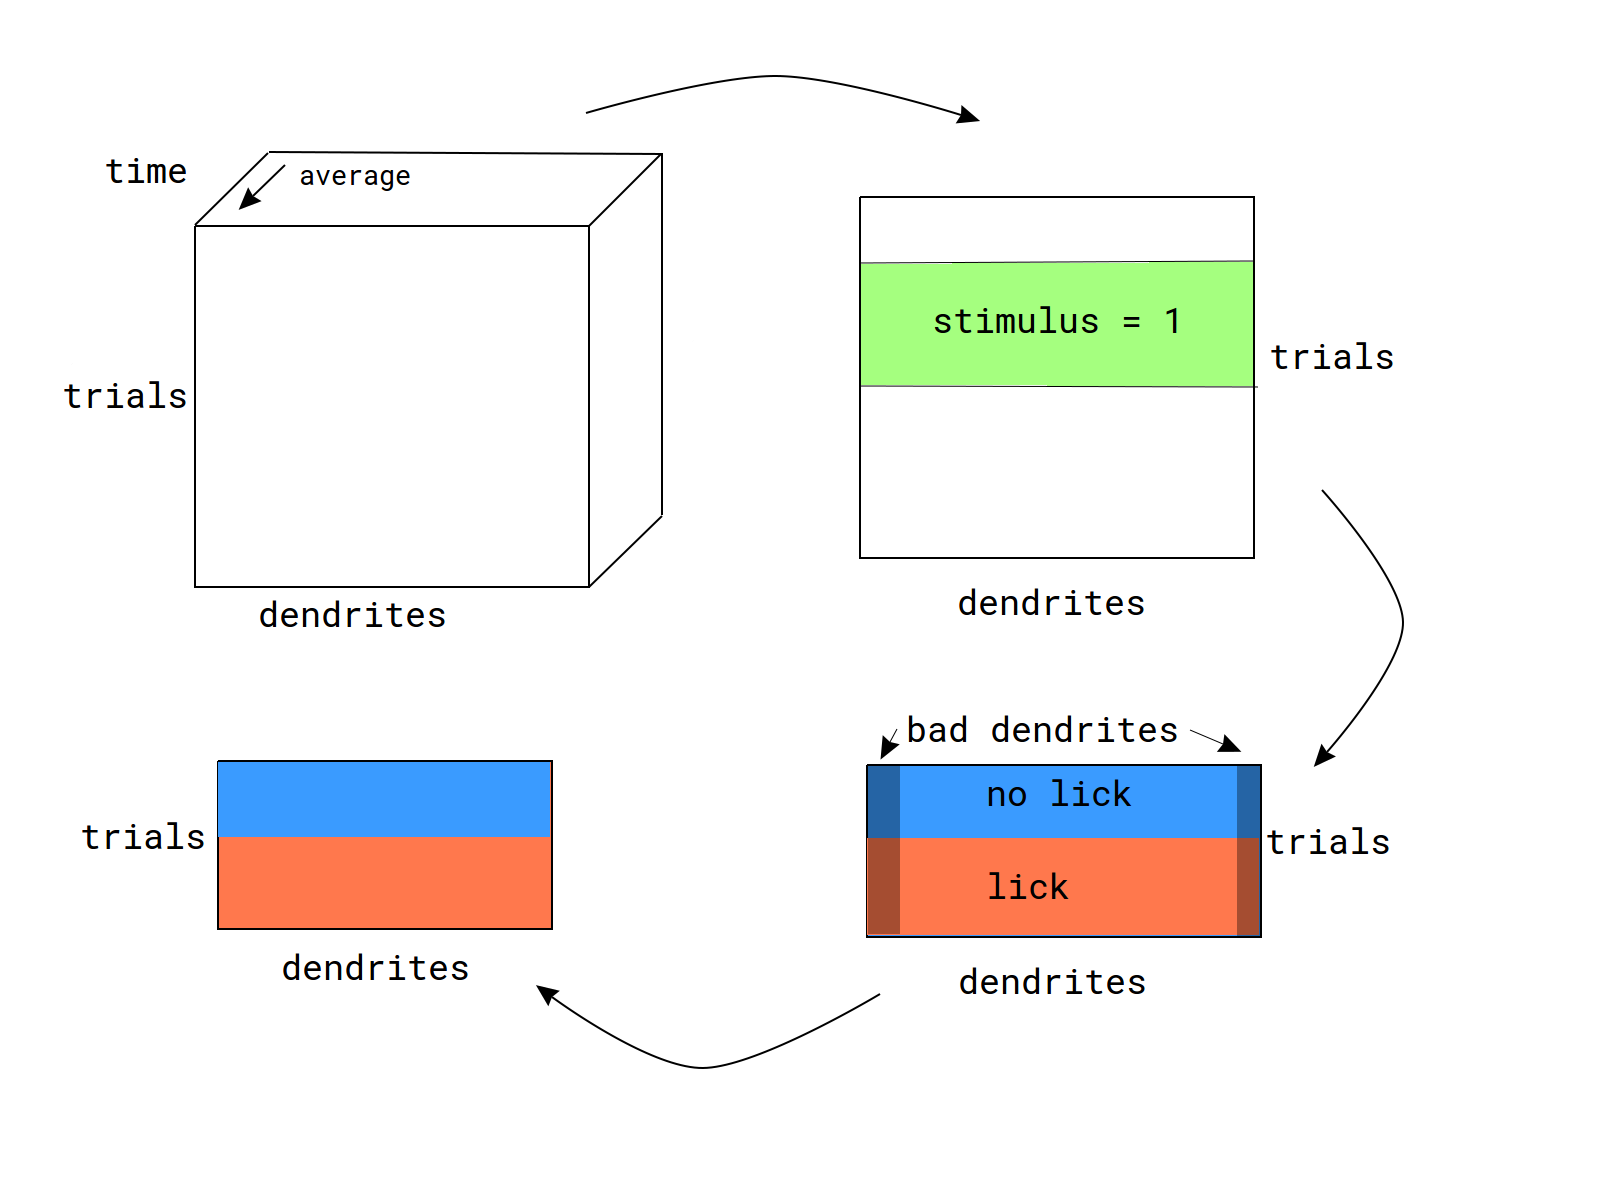 time
average
trials
dendrites
stimulus = 1
trials
dendrites
bad dendrites
no lick
lick
trials
dendrites
trials
dendrites